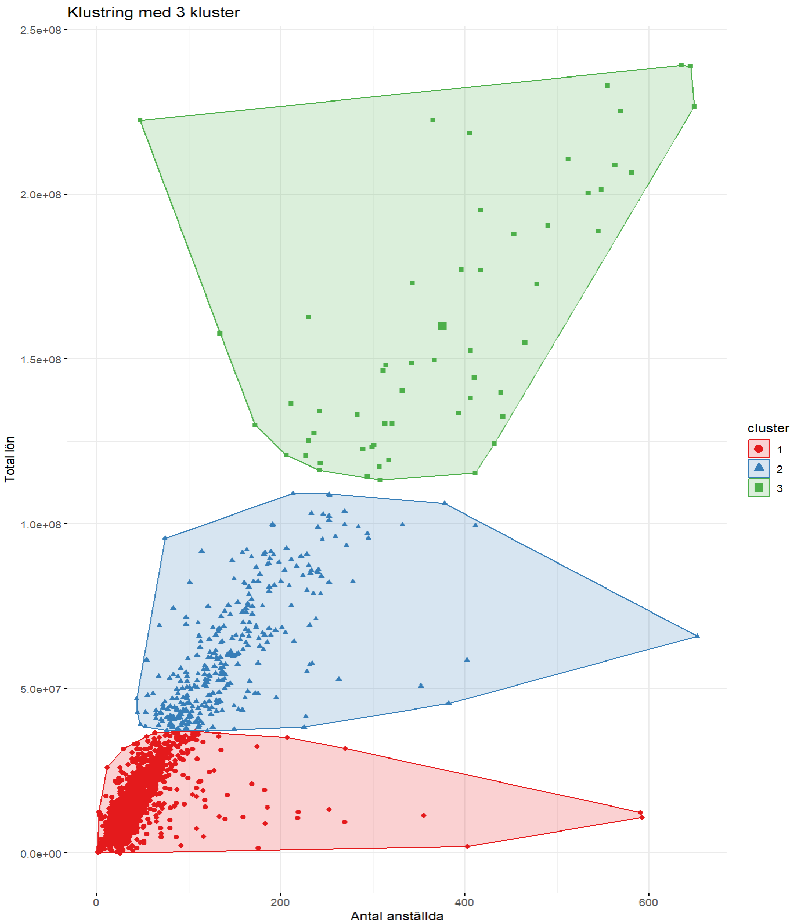 Klustring med 3 kluster
2.5e+08
2.0e+08
1.5e+08
1.0e+08
5.0e+07
0.0e+00
Total lön
0
200
400
600
Antal anställda
cluster
1
2
3